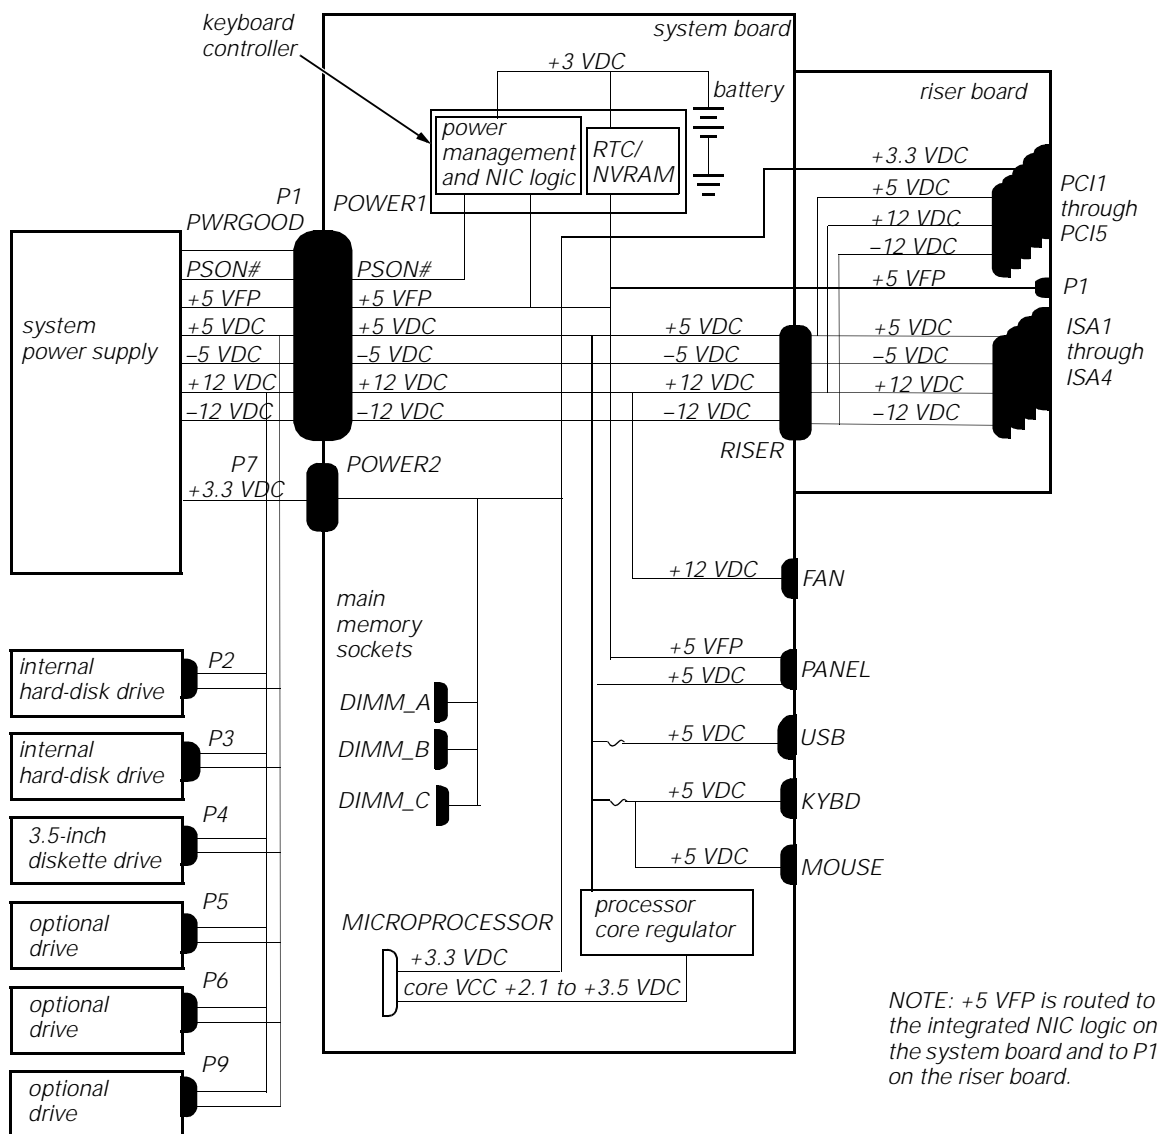 keyboard
controller
system board
+3 VDC
battery
riser board
power
management
and NIC logic
RTC/
NVRAM
+3.3 VDC
+5 VDC
+12 VDC
–12 VDC
+5 VFP
PCI1
through
PCI5
P1
P1
PWRGOOD
POWER1
PSON#
+5 VFP
+5 VDC
–5 VDC
+12 VDC
–12 VDC
PSON#
+5 VFP
+5 VDC
–5 VDC
+12 VDC
–12 VDC
+5 VDC
–5 VDC
+12 VDC
–12 VDC
RISER
+5 VDC
–5 VDC
+12 VDC
–12 VDC
ISA1
through
ISA4
system
power supply
P7
+3.3 VDC
POWER2
+12 VDC
FAN
main
memory
sockets
DIMM_A
DIMM_B
DIMM_C
+5 VFP
+5 VDC
PANEL
+5 VDC
USB
+5 VDC
KYBD
+5 VDC
MOUSE
internal
hard-disk drive
P2
internal
hard-disk drive
P3
3.5-inch
diskette drive
P4
optional
drive
P5
optional
drive
P6
optional
drive
P9
MICROPROCESSOR
+3.3 VDC
core VCC +2.1 to +3.5 VDC
processor
core regulator
NOTE: +5 VFP is routed to
the integrated NIC logic on
the system board and to P1
on the riser board.